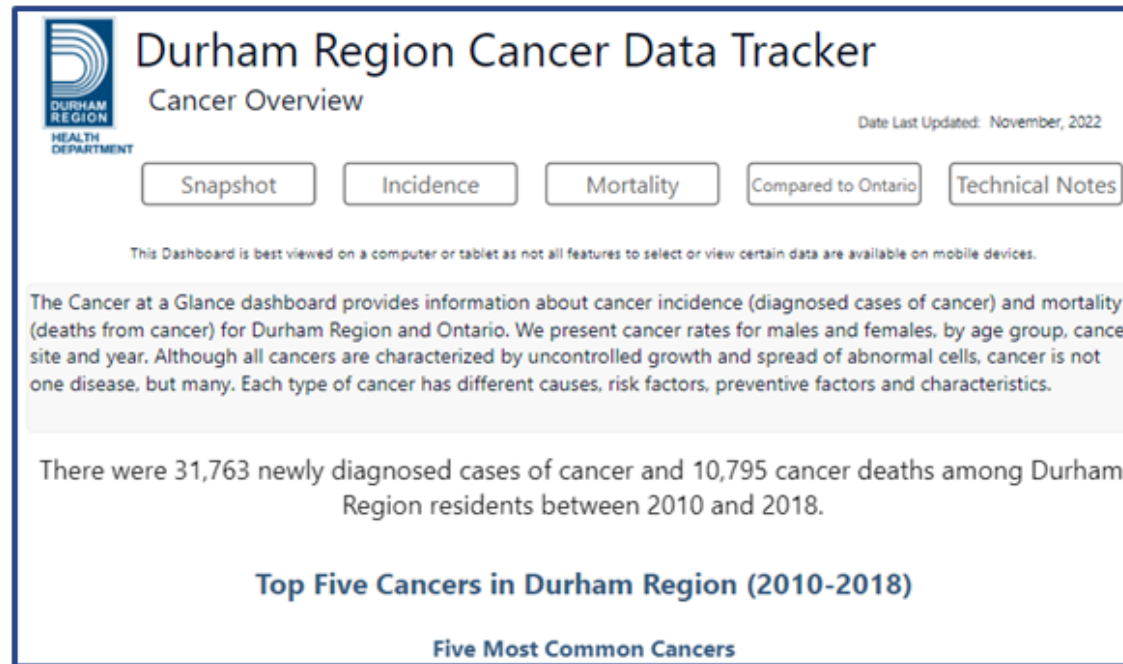 Durham Region Cancer Data Tracker
Cancer Overview
DURHAM
REGION
HEALTH
DEPARTMENT
Date Last Updated: November, 2022
Snapshot Incidence Mortality Compared to Ontario Technical Notes
This Dashboard is best viewed on a computer or tablet as not all features to select or view certain data are available on mobile devices.
The Cancer at a Glance dashboard provides information about cancer incidence (diagnosed cases of cancer) and mortality
(deaths from cancer) for Durham Region and Ontario. We present cancer rates for males and females, by age group, cance
site and year. Although all cancers are characterized by uncontrolled growth and spread of abnormal cells, cancer is not
one disease, but many. Each type of cancer has different causes, risk factors, preventive factors and characteristics.
There were 31,763 newly diagnosed cases of cancer and 10,795 cancer deaths among Durham
Region residents between 2010 and 2018.
Top Five Cancers in Durham Region (2010-2018)
Five Most Common Cancers